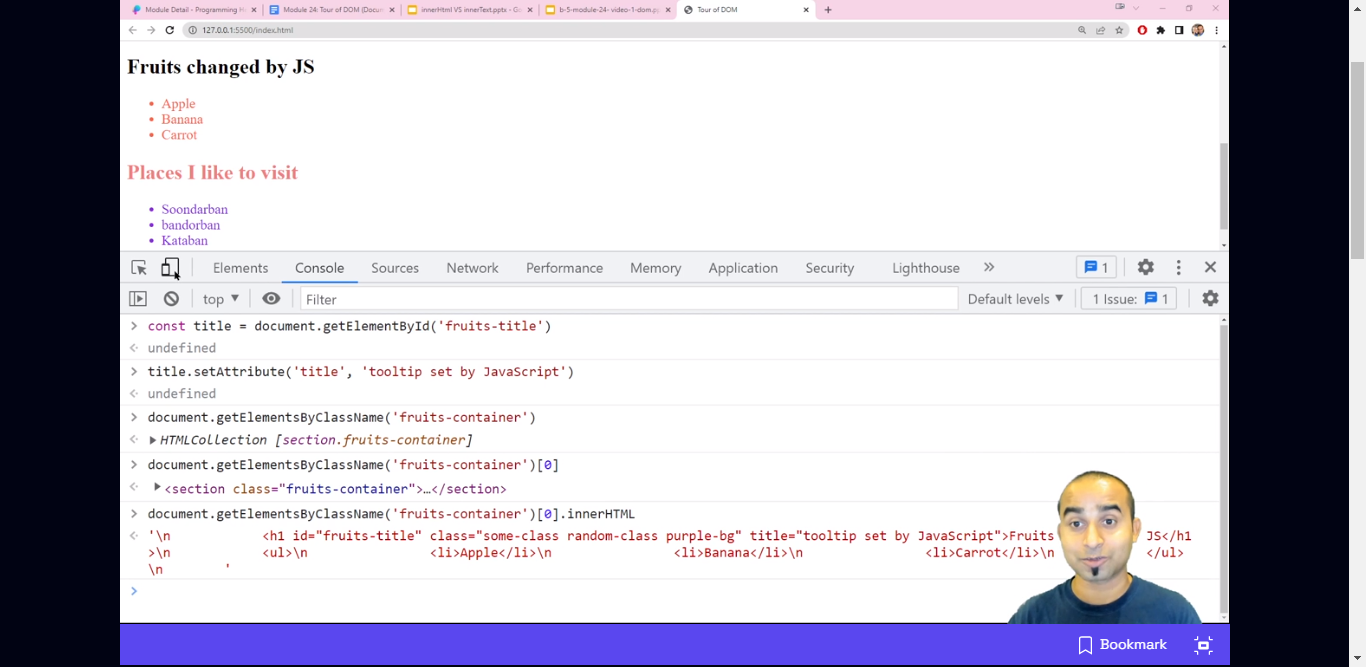 Module Detail - Programming H
Module 24: Tour of DOM (Docum
innerHtml VS innerText.pptx - Go
b-5-module-24- video-1-dom.pp
Tour of DOM
127.0.0.1:5500/index.html
Fruits changed by JS
• Apple
• Banana
• Carrot
Places I like to visit
• Soondarban
• bandorban
• Kataban
Elements Console Sources Network Performance Memory Application Security Lighthouse » 1
top ▼ Filter Default levels ▼ 1 Issue: 1
> const title = document.getElementById('fruits-title')
undefined
> title.setAttribute('title', 'tooltip set by JavaScript')
undefined
> document.getElementsByClassName('fruits-container')
HTMLCollection [section.fruits-container]
> document.getElementsByClassName('fruits-container')[0]
<section class="fruits-container">…</section>
> document.getElementsByClassName('fruits-container')[0].innerHTML
'\n <h1 id="fruits-title" class="some-class random-class purple-bg" title="tooltip set by JavaScript">Fruits JS</h1
>\n <ul>\n <li>Apple</li>\n <li>Banana</li>\n <li>Carrot</li>\n </ul>
\n '
>
Bookmark